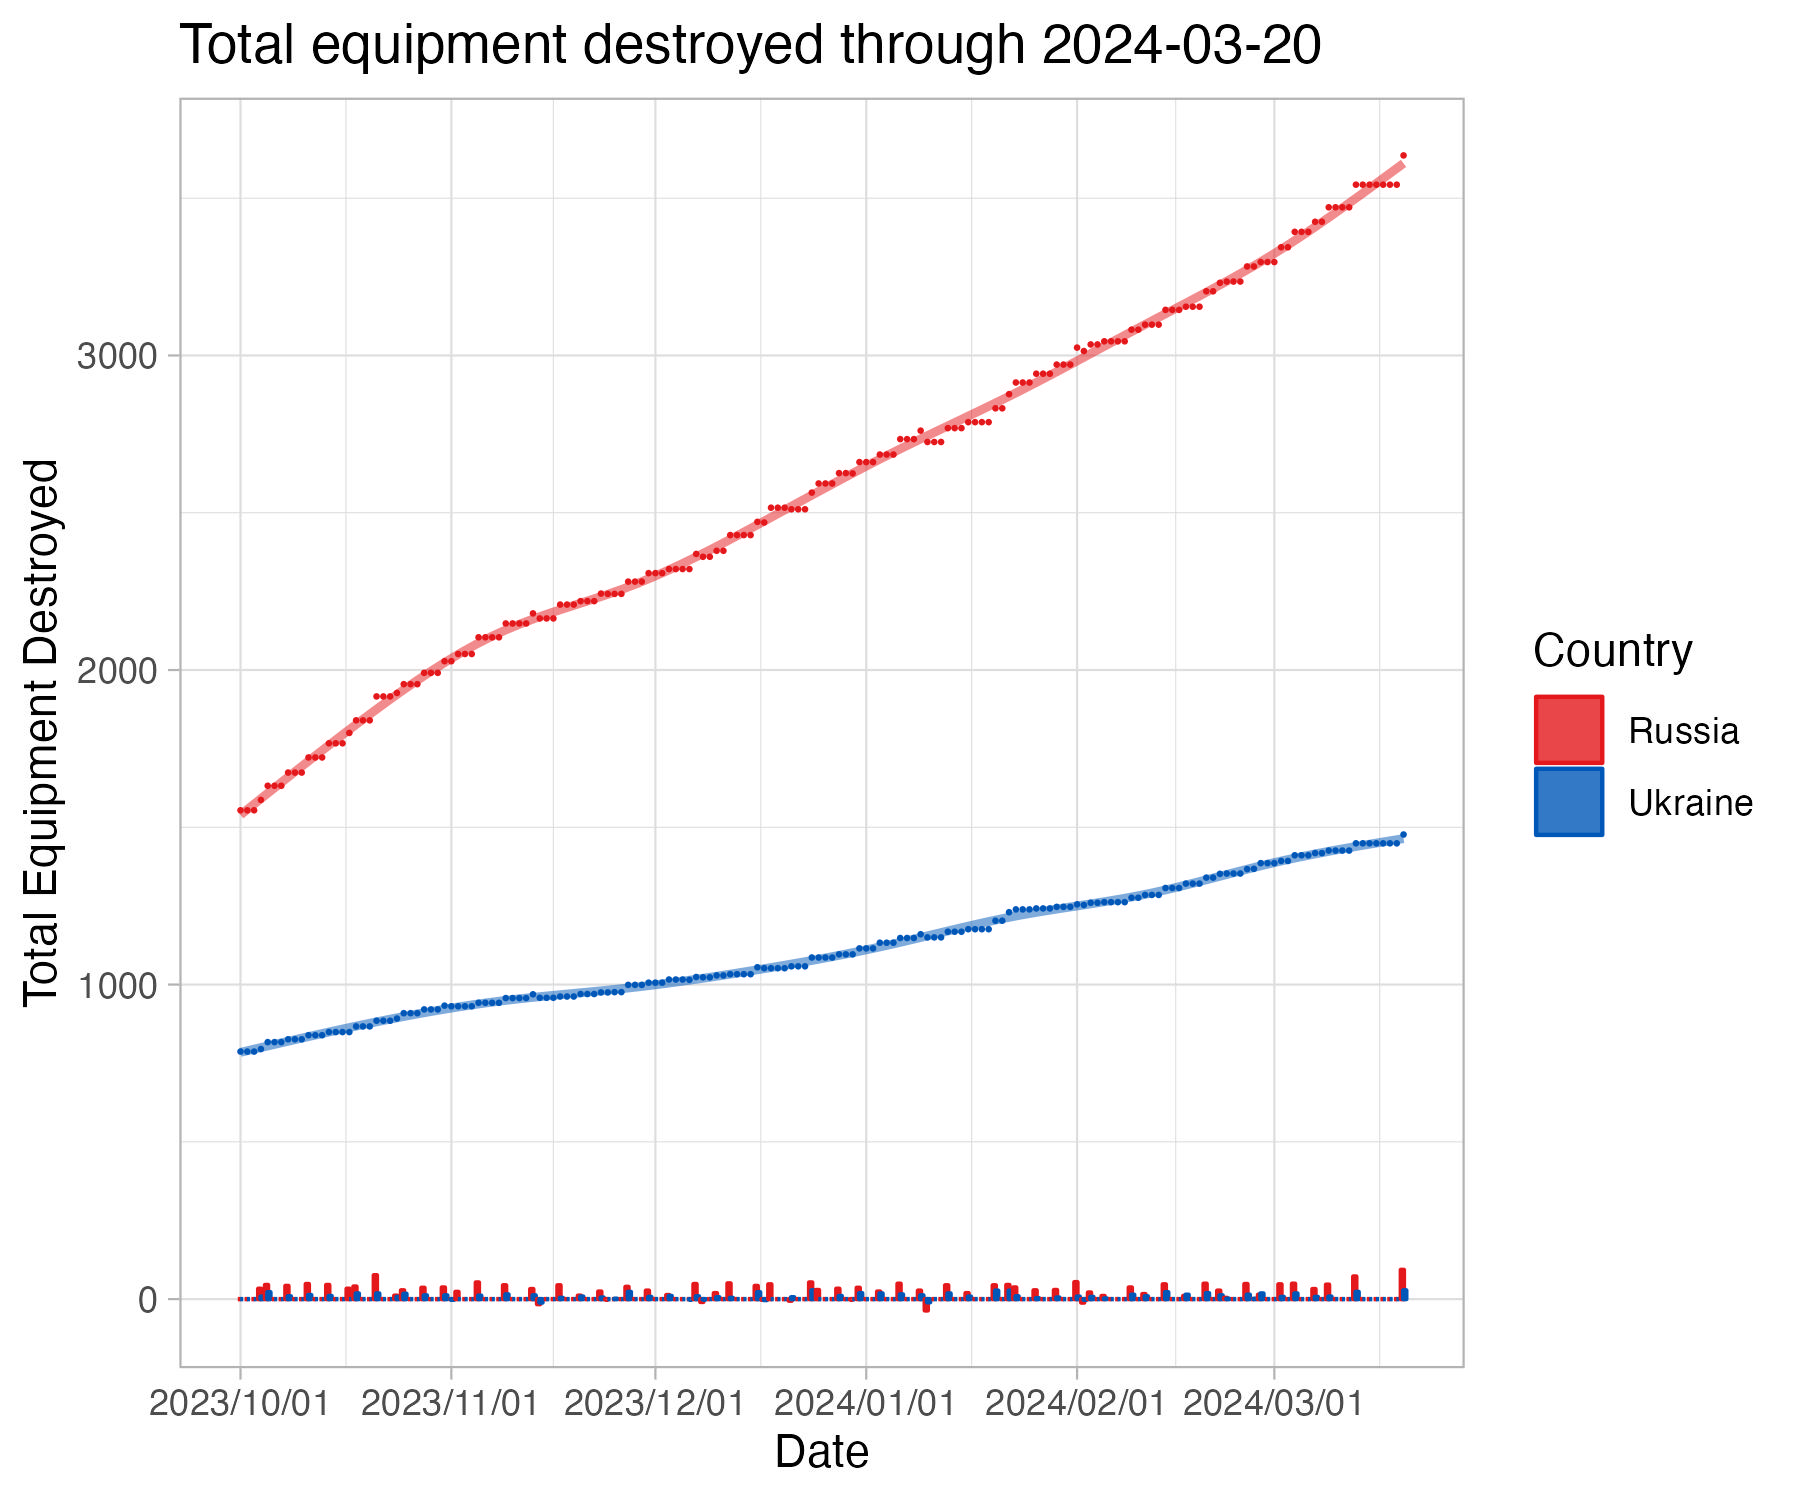 Total equipment destroyed through 2024-03-20
Total Equipment Destroyed
3000
2000
1000
0
2023/10/01 2023/11/01 2023/12/01 2024/01/01 2024/02/01 2024/03/01
Date
Country
Russia
Ukraine